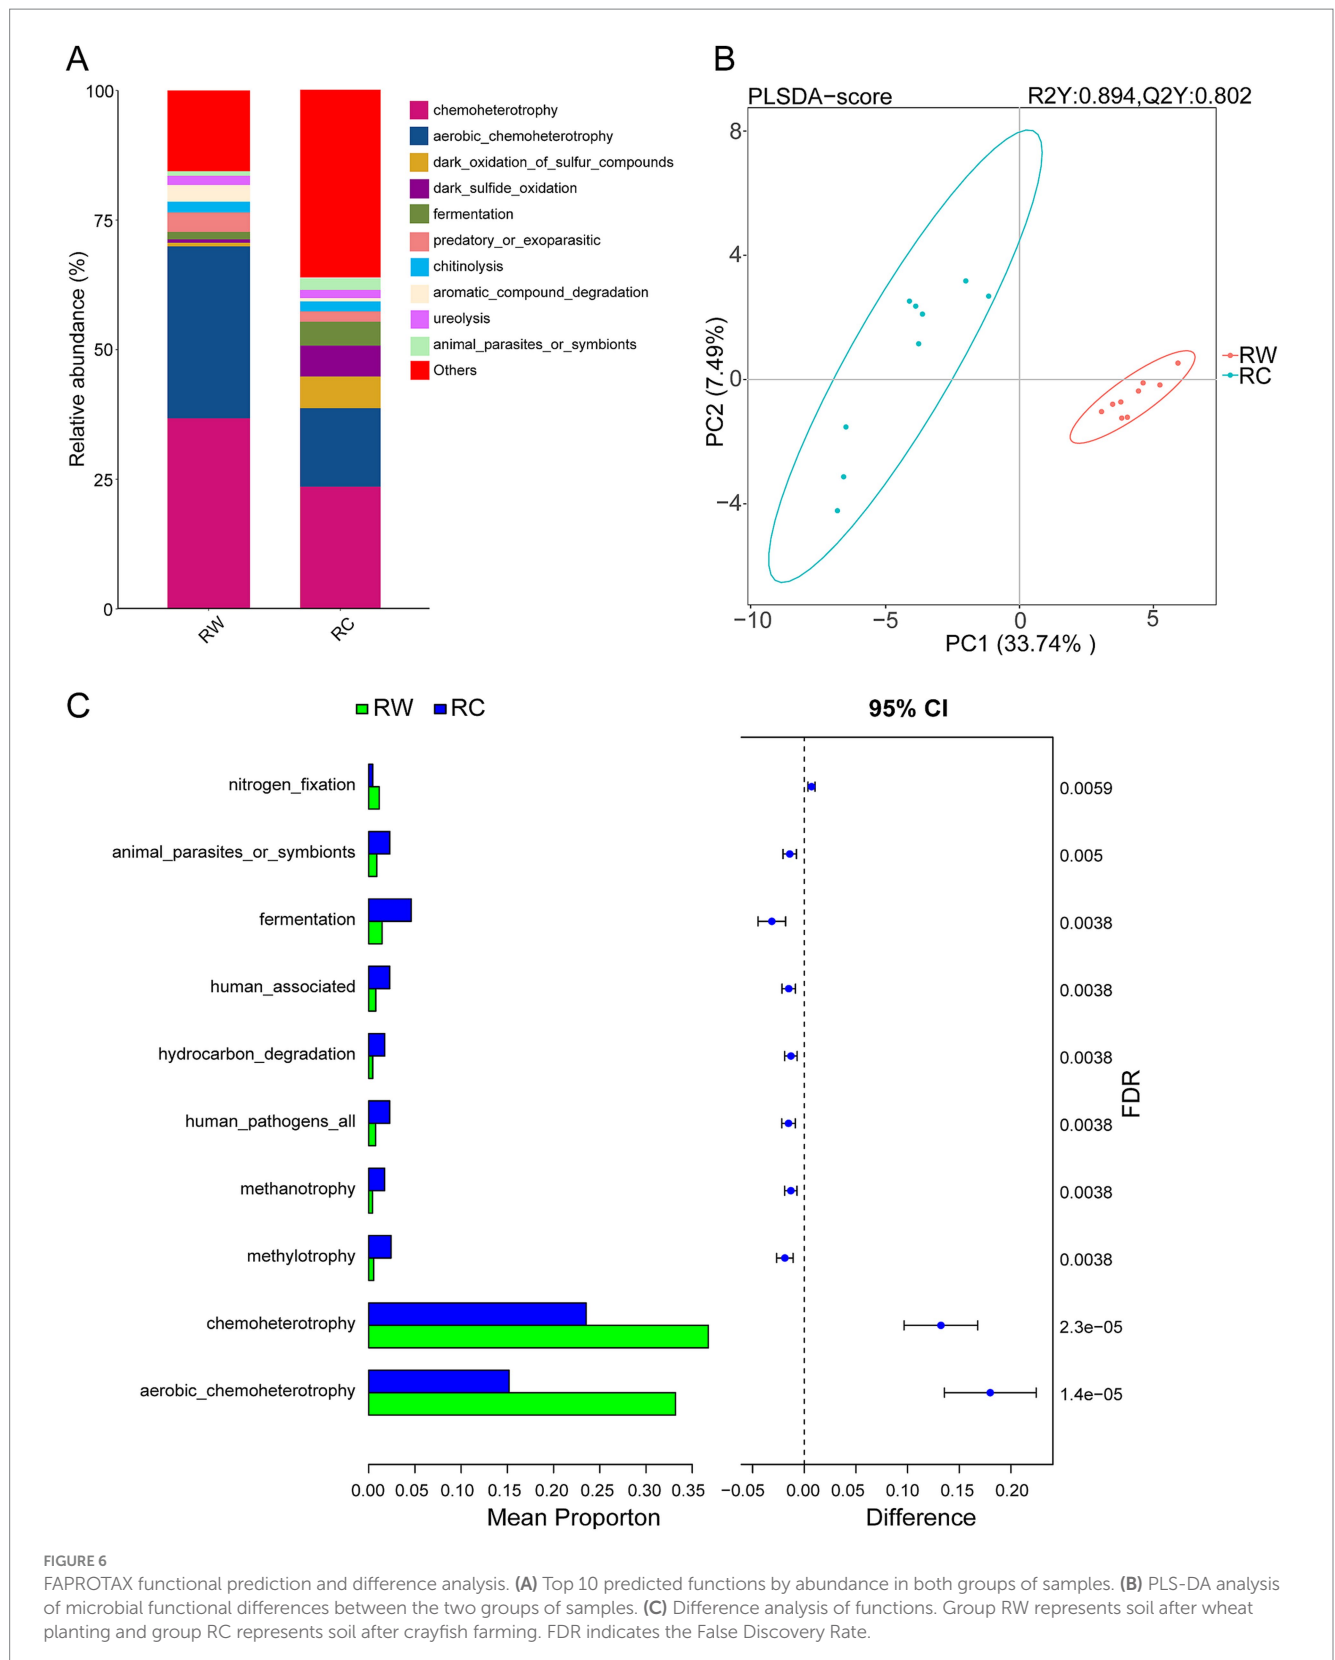 A
100
75
50
25
0
Relative abundance (%)
RW
RC
chemoheterotrophy
aerobic_chemoheterotrophy
dark_oxidation_of_sulfur_compounds
dark_sulfide_oxidation
fermentation
predatory_or_exoparasitic
chitinolysis
aromatic_compound_degradation
ureolysis
animal_parasites_or_symbionts
Others
B
PLSDA−score
R2Y:0.894,Q2Y:0.802
8
4
0
−4
PC2 (7.49%)
−10 −5 0 5
PC1 (33.74% )
RW
RC
C
RW RC
95% CI
nitrogen_fixation 0.0059
animal_parasites_or_symbionts 0.005
fermentation 0.0038
human_associated 0.0038
hydrocarbon_degradation 0.0038
human_pathogens_all 0.0038
methanotrophy 0.0038
methylotrophy 0.0038
chemoheterotrophy 2.3e−05
aerobic_chemoheterotrophy 1.4e−05
FDR
0.00 0.05 0.10 0.15 0.20 0.25 0.30 0.35
Mean Proporton
−0.05 0.00 0.05 0.10 0.15 0.20
Difference
FIGURE 6
FAPROTAX functional prediction and difference analysis. (A) Top 10 predicted functions by abundance in both groups of samples. (B) PLS-DA analysis
of microbial functional differences between the two groups of samples. (C) Difference analysis of functions. Group RW represents soil after wheat
planting and group RC represents soil after crayfish farming. FDR indicates the False Discovery Rate.